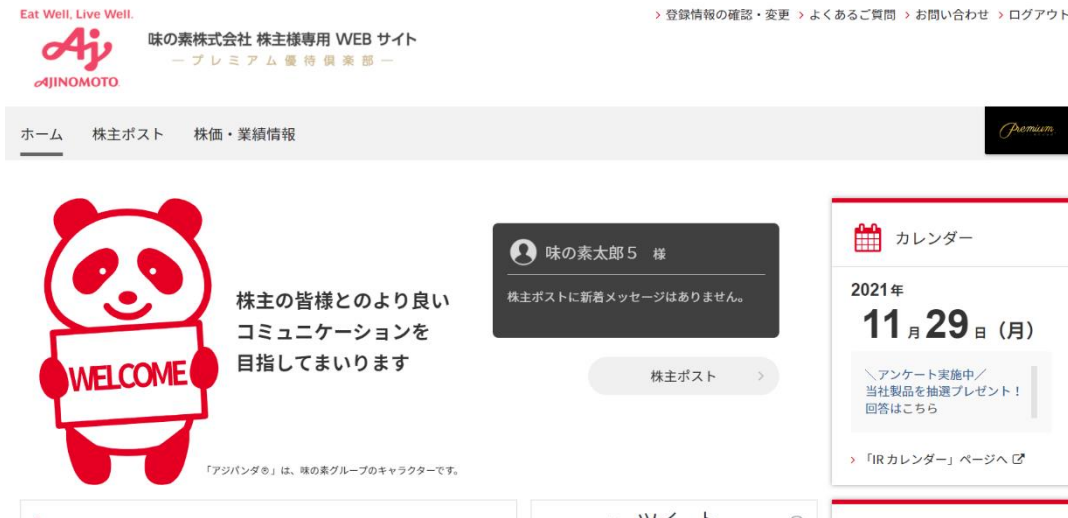 Eat Well, Live Well.
AJINOMOTO
味の素株式会社 株主様専用 WEB サイト
― プレミアム優待倶楽部 ―
> 登録情報の確認・変更 > よくあるご質問 > お問い合わせ > ログアウト
ホーム 株主ポスト 株価・業績情報
Premium
WELCOME
株主の皆様とのより良い
コミュニケーションを
目指してまいります
「アジパンダ®」は、味の素グループのキャラクターです。
味の素太郎５ 様
株主ポストに新着メッセージはありません。
株主ポスト
カレンダー
2021年
11月29日（月）
＼アンケート実施中／
当社製品を抽選プレゼント！
回答はこちら
> 「IRカレンダー」ページへ